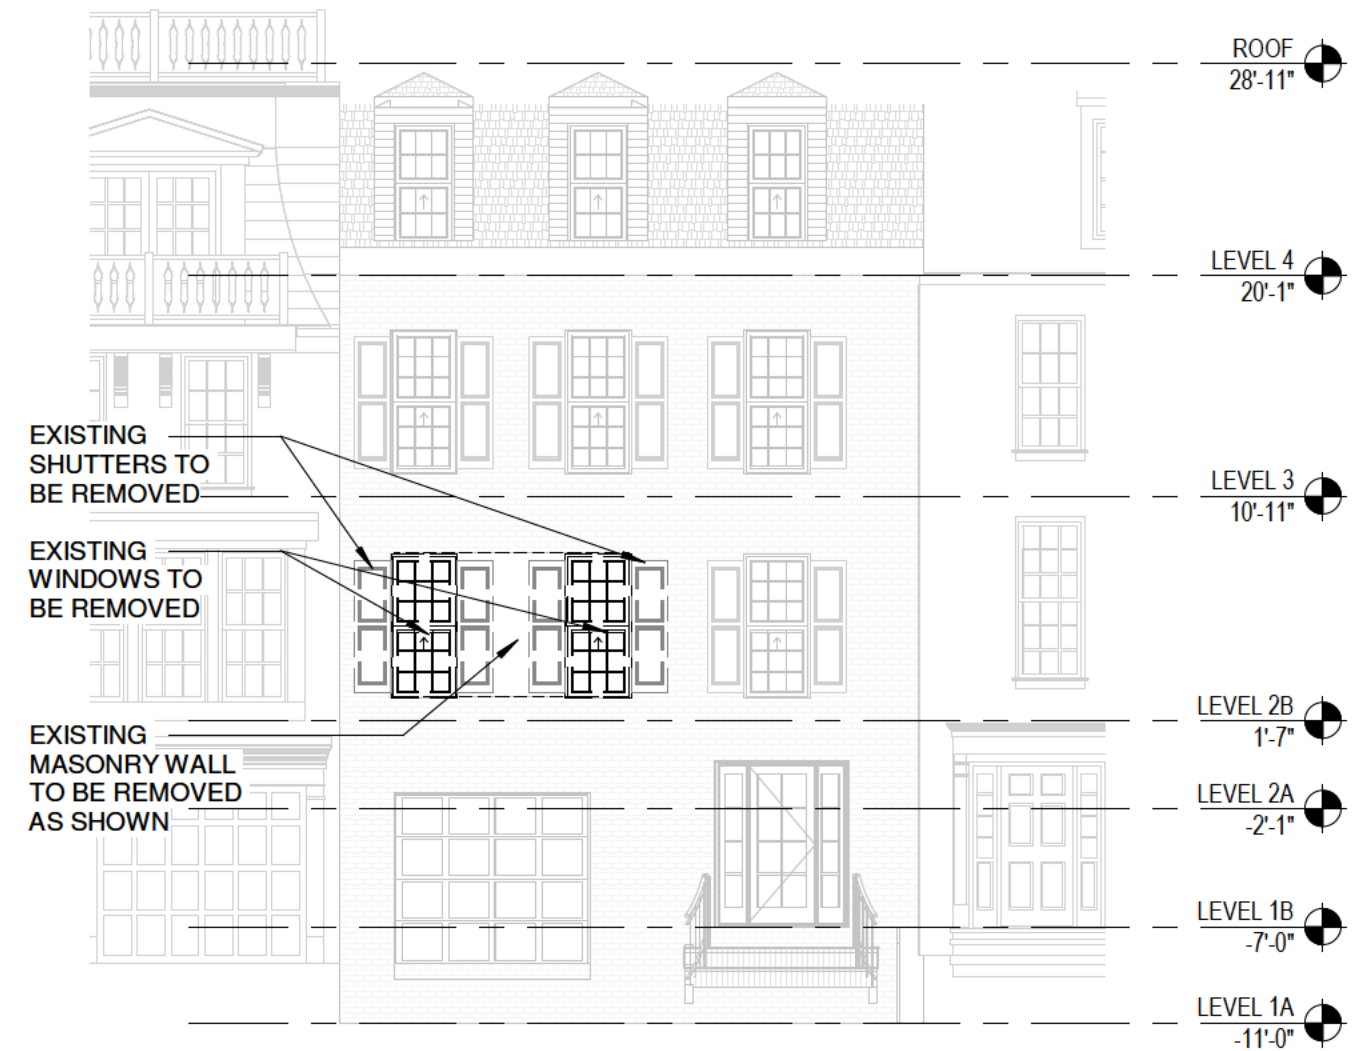 ROOF
28'-11"
LEVEL 4
20'-1"
EXISTING
SHUTTERS TO
BE REMOVED
LEVEL 3
10'-11"
EXISTING
WINDOWS TO
BE REMOVED
LEVEL 2B
1'-7"
EXISTING
MASONRY WALL
TO BE REMOVED
AS SHOWN
LEVEL 2A
-2'-1"
LEVEL 1B
-7'-0"
LEVEL 1A
-11'-0"